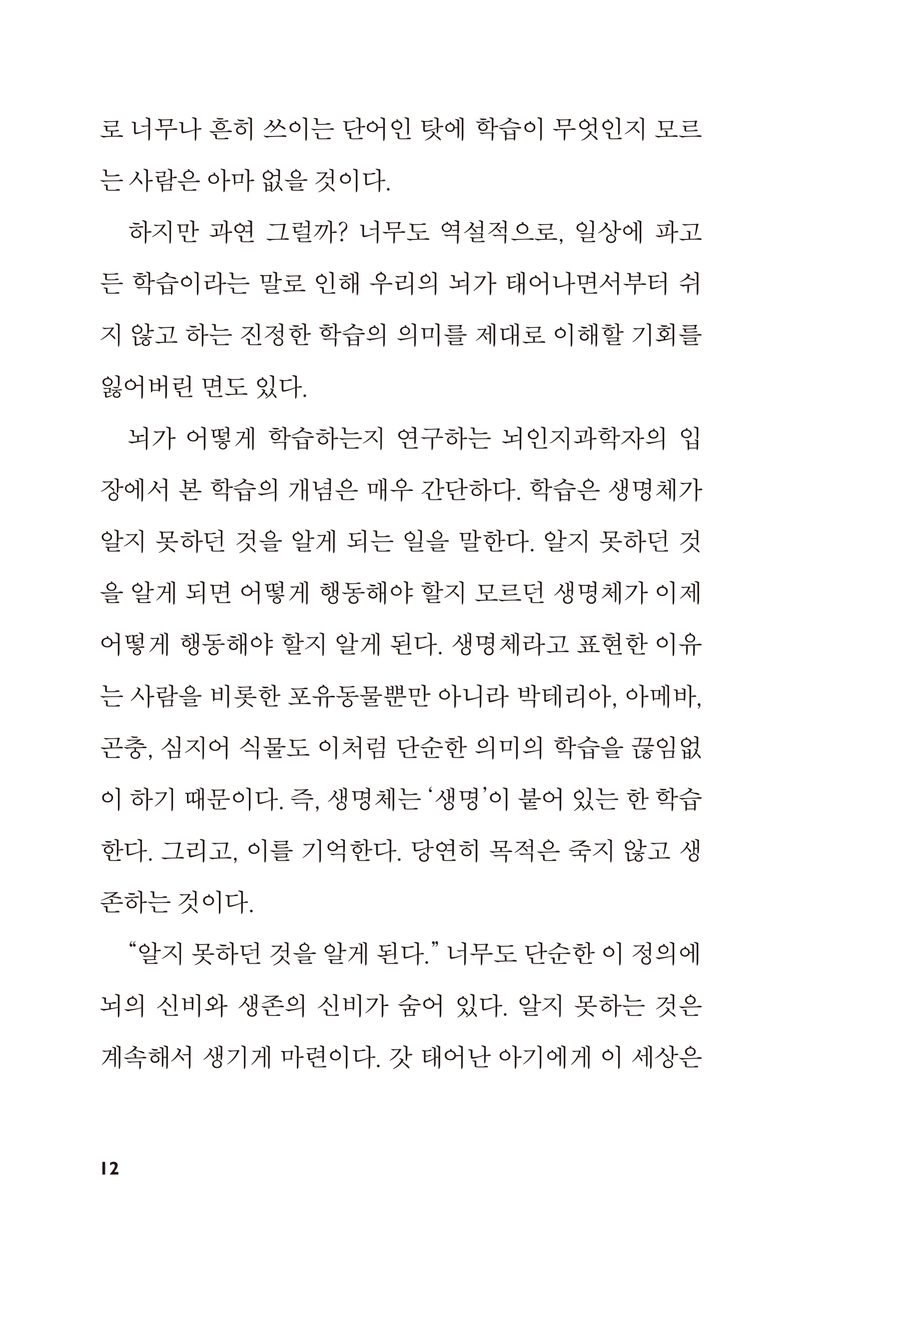 로 너무나 흔히 쓰이는 단어인 탓에 학습이 무엇인지 모르
는 사람은 아마 없을 것이다.
하지만 과연 그럴까? 너무도 역설적으로, 일상에 파고
든 학습이라는 말로 인해 우리의 뇌가 태어나면서부터 쉬
지 않고 하는 진정한 학습의 의미를 제대로 이해할 기회를
잃어버린 면도 있다.
뇌가 어떻게 학습하는지 연구하는 뇌인지과학자의 입
장에서 본 학습의 개념은 매우 간단하다. 학습은 생명체가
알지 못하던 것을 알게 되는 일을 말한다. 알지 못하던 것
을 알게 되면 어떻게 행동해야 할지 모르던 생명체가 이제
어떻게 행동해야 할지 알게 된다. 생명체라고 표현한 이유
는 사람을 비롯한 포유동물뿐만 아니라 박테리아, 아메바,
곤충, 심지어 식물도 이처럼 단순한 의미의 학습을 끊임없
이 하기 때문이다. 즉, 생명체는 ‘생명’이 붙어 있는 한 학습
한다. 그리고, 이를 기억한다. 당연히 목적은 죽지 않고 생
존하는 것이다.
“알지 못하던 것을 알게 된다.” 너무도 단순한 이 정의에
뇌의 신비와 생존의 신비가 숨어 있다. 알지 못하는 것은
계속해서 생기게 마련이다. 갓 태어난 아기에게 이 세상은
12